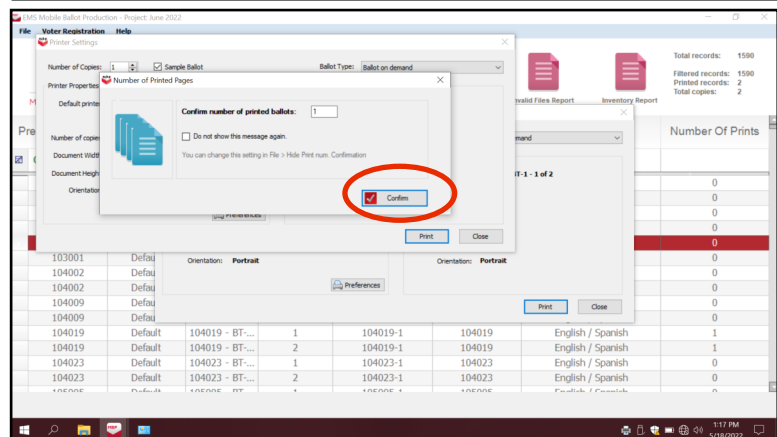 EMS Mobile Ballot Production - Project: June 2022
File Voter Registration Help
Printer Settings
Number of Copies: 1 Sample Ballot Ballot Type: Ballot on demand
Total records: 1590
Filtered records: 1590
Printed records: 2
Total copies: 2
Invalid Files Report Inventory Report
Printer Properties
Number of Printed Pages
Default printer
Confirm number of printed ballots: 1
Number of copies
Do not show this message again.
Document Width
You can change this setting in File > Hide Print num. Confirmation
Document Heigh
Orientation
Confirm
Preferences
Print Close
Number Of Prints
mand
T-1 - 1 of 2
0
0
0
0
0
103001 Defau 0
Orientation: Portrait Orientation: Portrait
104002 Defau 0
104002 Defau 0
Preferences
104009 Defau 0
Print Close
104009 Defau 0
104019 Default 104019 - BT-... 1 104019-1 104019 English / Spanish 1
104019 Default 104019 - BT-... 2 104019-1 104019 English / Spanish 1
104023 Default 104023 - BT-... 1 104023-1 104023 English / Spanish 0
104023 Default 104023 - BT-... 2 104023-1 104023 English / Spanish 0
1:17 PM
5/18/2022